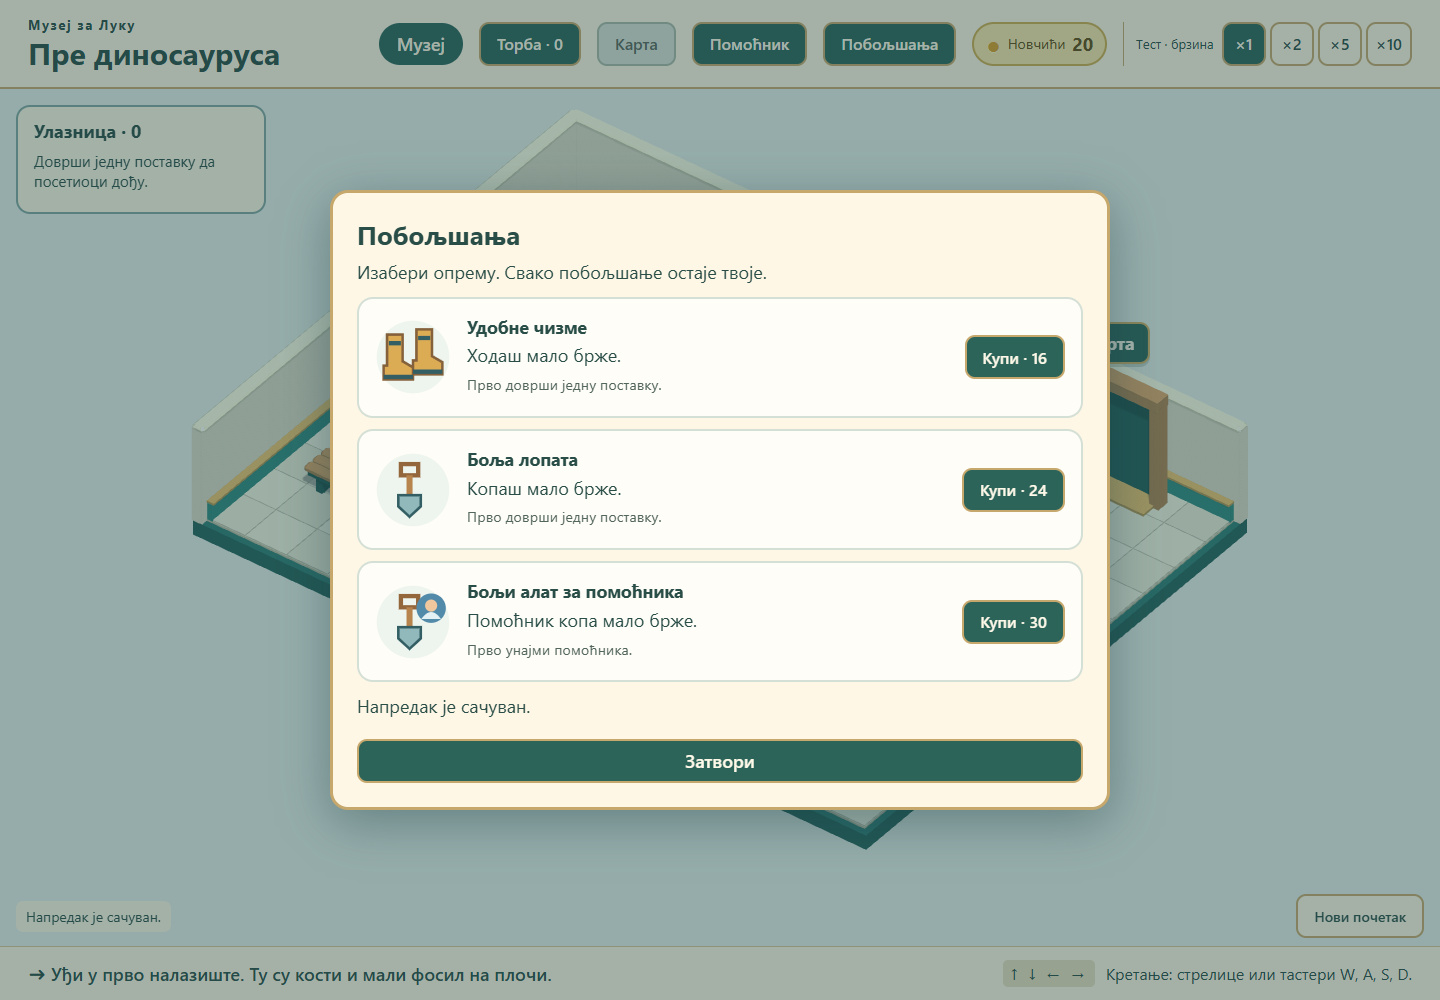 Музеј за Луку
Пре диносауруса
Музеј
Торба · 0
Карта
Помоћник
Побољшања
Новчићи 20
Тест · брзина
×1
×2
×5
×10
Улазница · 0
Доврши једну поставку да
посетиоци дођу.
Побољшања
Изабери опрему. Свако побољшање остаје твоје.
Удобне чизме
Ходаш мало брже.
Прво доврши једну поставку.
Купи · 16
Боља лопата
Копаш мало брже.
Прво доврши једну поставку.
Купи · 24
Бољи алат за помоћника
Помоћник копа мало брже.
Прво унајми помоћника.
Купи · 30
Напредак је сачуван.
Затвори
Напредак је сачуван.
Нови почетак
→ Уђи у прво налазиште. Ту су кости и мали фосил на плочи.
↑ ↓ ← → Кретање: стрелице или тастери W, A, S, D.